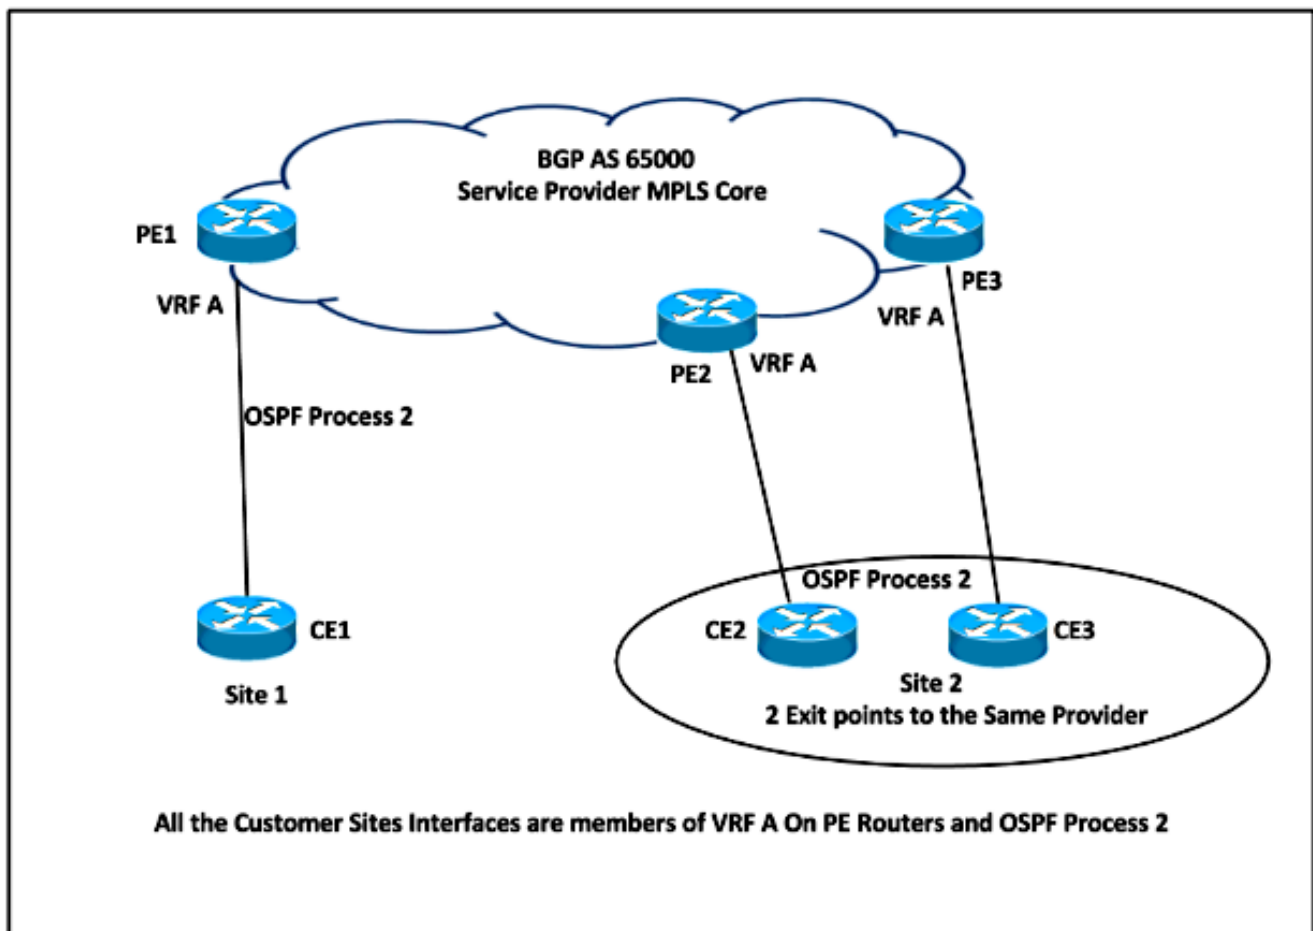 BGP AS 65000
Service Provider MPLS Core
PE1
PE3
VRF A
VRF A
PE2
VRF A
OSPF Process 2
OSPF Process 2
CE1
CE2
CE3
Site 1
Site 2
2 Exit points to the Same Provider
All the Customer Sites Interfaces are members of VRF A On PE Routers and OSPF Process 2